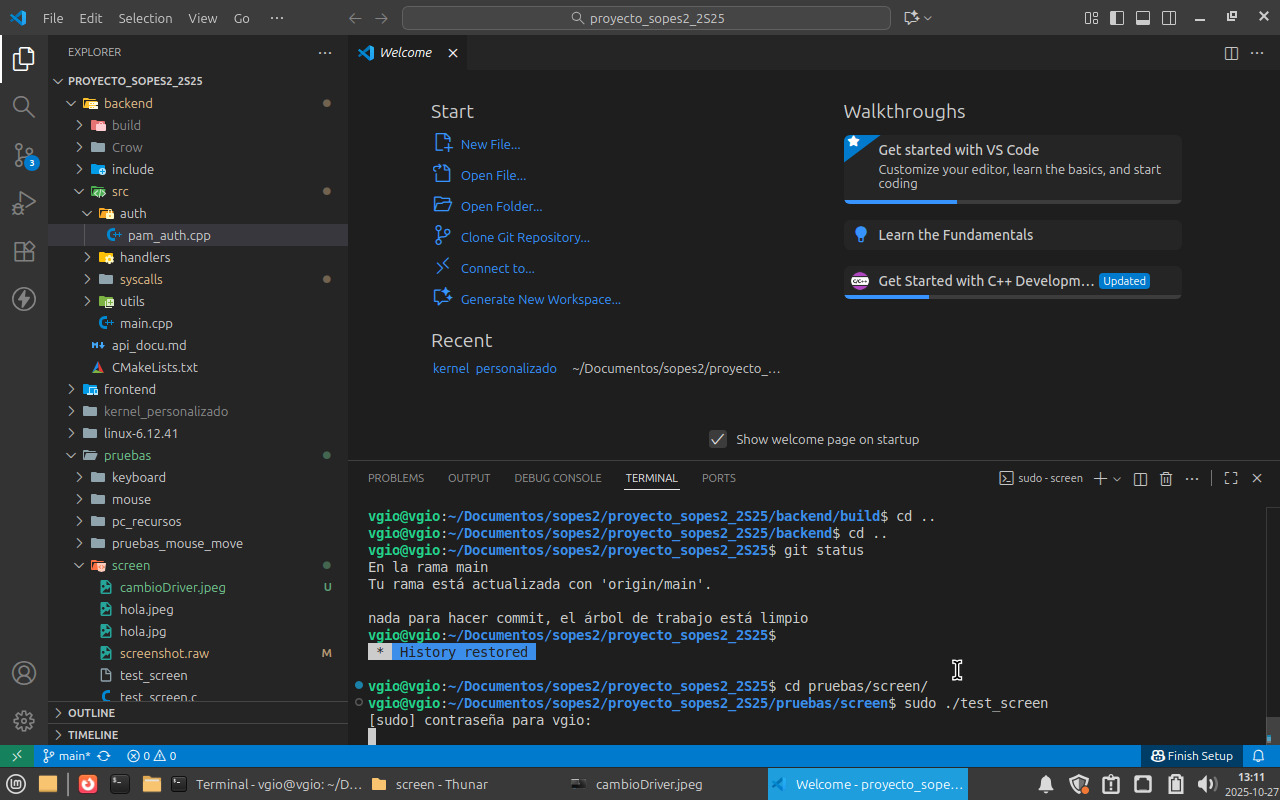 File Edit Selection View Go ··· proyecto_sopes2_2S25
EXPLORER ···
PROYECTO_SOPES2_2S25
backend
build
Crow
include
src
auth
pam_auth.cpp
handlers
syscalls
utils
main.cpp
api_docu.md
CMakeLists.txt
frontend
kernel_personalizado
linux-6.12.41
pruebas
keyboard
mouse
pc_recursos
pruebas_mouse_move
screen
cambioDriver.jpeg U
hola.jpeg
hola.jpg
screenshot.raw M
test_screen
test_screen.c
OUTLINE
TIMELINE
3
Welcome
Start
New File...
Open File...
Open Folder...
Clone Git Repository...
Connect to...
Generate New Workspace...
Recent
kernel personalizado ~/Documentos/sopes2/proyecto_...
Walkthroughs
Get started with VS Code
Customize your editor, learn the basics, and start
coding
Learn the Fundamentals
C/C++ Get Started with C++ Developm... Updated
Show welcome page on startup
PROBLEMS OUTPUT DEBUG CONSOLE TERMINAL PORTS sudo - screen
vgio@vgio:~/Documentos/sopes2/proyecto_sopes2_2S25/backend/build$ cd ..
vgio@vgio:~/Documentos/sopes2/proyecto_sopes2_2S25/backend$ cd ..
vgio@vgio:~/Documentos/sopes2/proyecto_sopes2_2S25$ git status
En la rama main
Tu rama está actualizada con 'origin/main'.
nada para hacer commit, el árbol de trabajo está limpio
vgio@vgio:~/Documentos/sopes2/proyecto_sopes2_2S25$
* History restored
vgio@vgio:~/Documentos/sopes2/proyecto_sopes2_2S25$ cd pruebas/screen/
vgio@vgio:~/Documentos/sopes2/proyecto_sopes2_2S25/pruebas/screen$ sudo ./test_screen
[sudo] contraseña para vgio:
main* 0 0 Finish Setup
Terminal - vgio@vgio: ~/D... screen - Thunar cambioDriver.jpeg Welcome - proyecto_sope... 13:11
2025-10-27